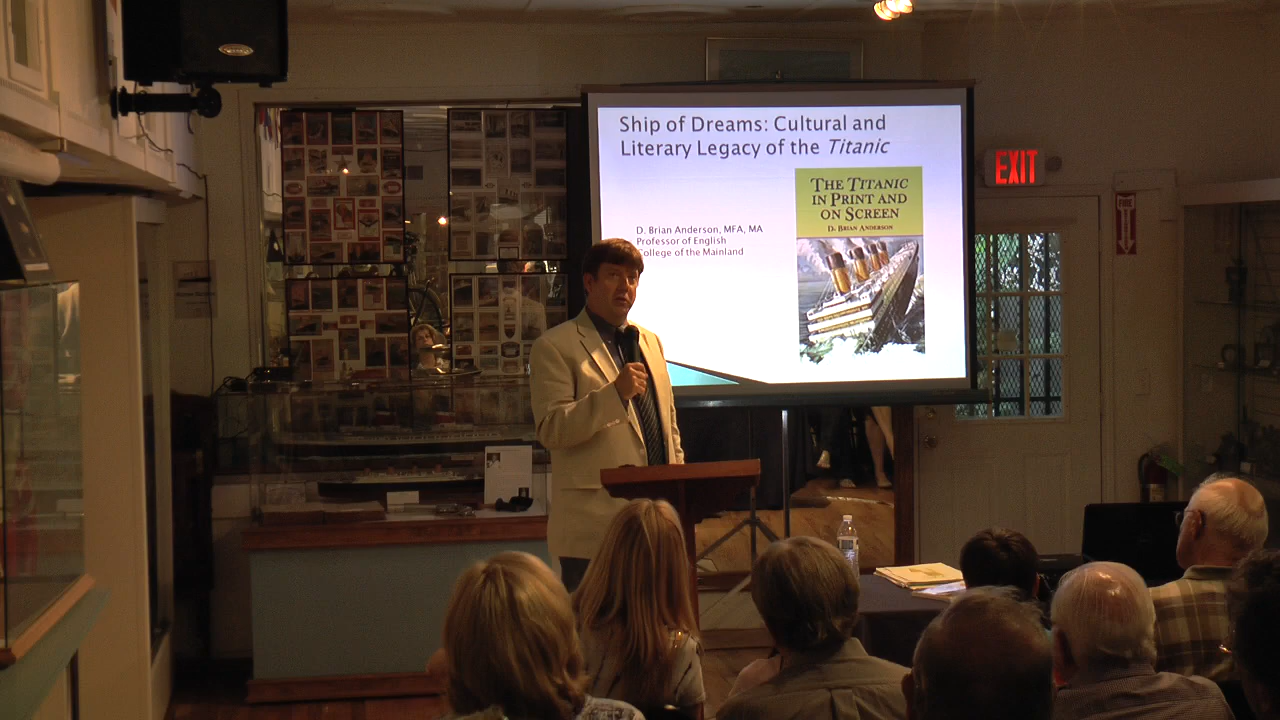 Ship of Dreams: Cultural and
Literary Legacy of the Titanic
THE TITANIC
IN PRINT AND
ON SCREEN
D. BRIAN ANDERSON
D. Brian Anderson, MFA, MA
Professor of English
College of the Mainland
EXIT
FIRE